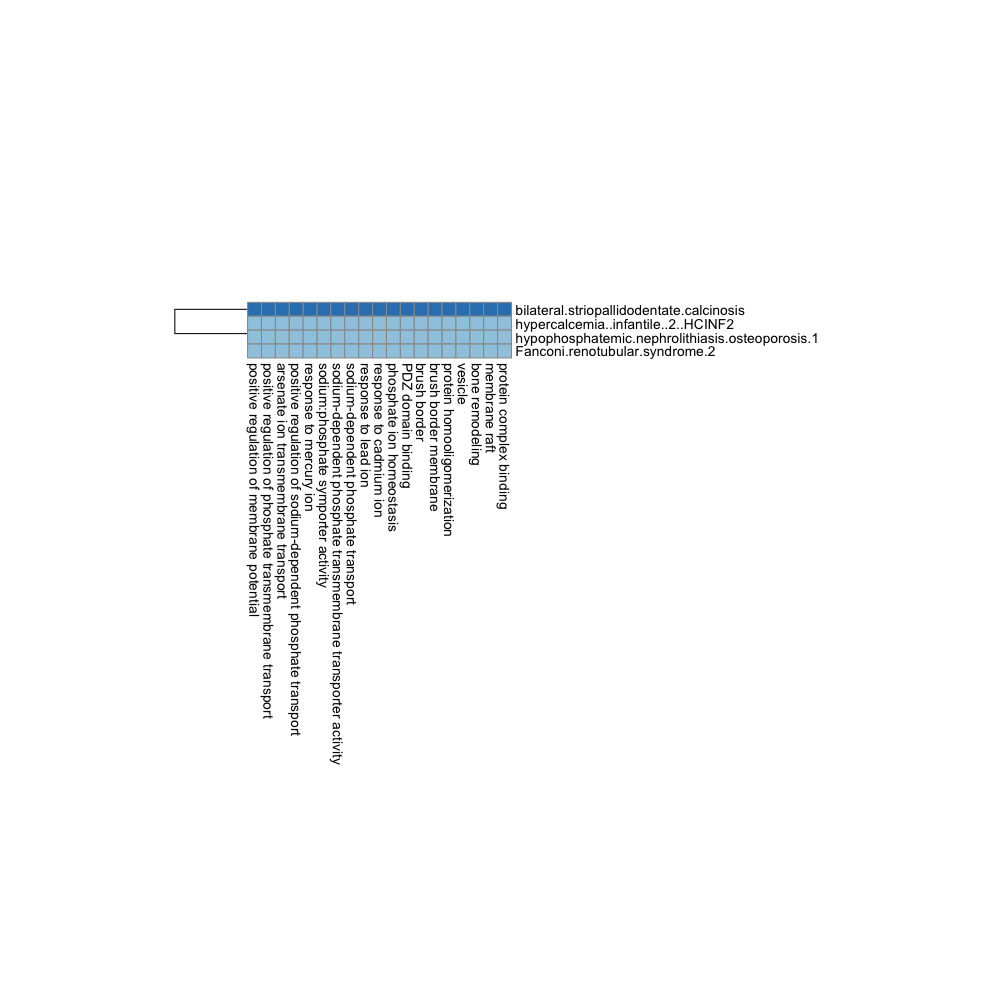 bilateral.striopallidodentate.calcinosis
hypercalcemia..infantile..2..HCINF2
hypophosphatemic.nephrolithiasis.osteoporosis.1
Fanconi.renotubular.syndrome.2
positive regulation of membrane potential
positive regulation of phosphate transmembrane transport
arsenate ion transmembrane transport
positive regulation of sodium-dependent phosphate transport
response to mercury ion
sodium:phosphate symporter activity
sodium-dependent phosphate transmembrane transporter activity
sodium-dependent phosphate transport
response to lead ion
response to cadmium ion
phosphate ion homeostasis
PDZ domain binding
brush border
brush border membrane
protein homooligomerization
vesicle
bone remodeling
membrane raft
protein complex binding